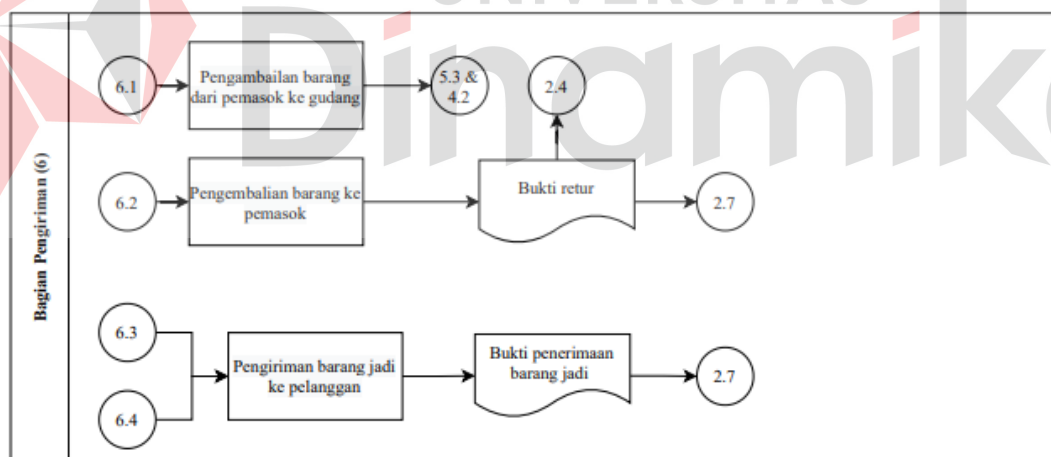 UNIVERSITAS
Dinamika
Bagian Pengiriman (6)
6.1
Pengambailan barang
dari pemasok ke gudang
5.3 &
4.2
2.4
6.2
Pengembalian barang ke
pemasok
Bukti retur
2.7
6.3
6.4
Pengiriman barang jadi
ke pelanggan
Bukti penerimaan
barang jadi
2.7